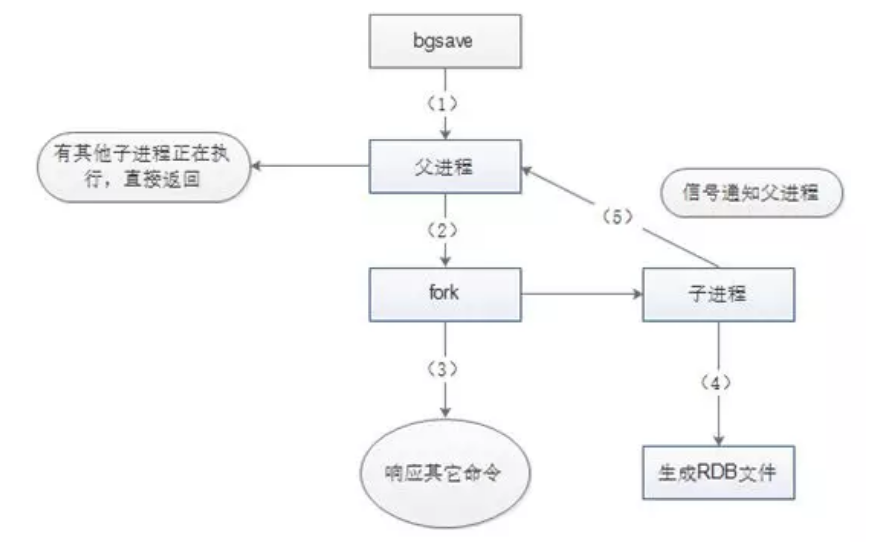 bgsave
（1）
有其他子进程正在执
行，直接返回
父进程
信号通知父进程
（5）
（2）
fork
子进程
（3）
（4）
响应其它命令
生成RDB文件